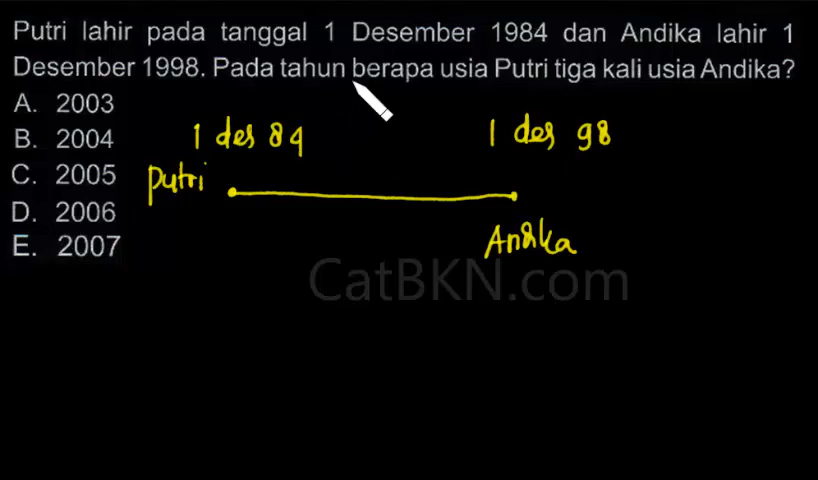 Putri lahir pada tanggal 1 Desember 1984 dan Andika lahir 1
Desember 1998. Pada tahun berapa usia Putri tiga kali usia Andika?
A. 2003
B. 2004
C. 2005
D. 2006
E. 2007
1 des 84
1 des 98
Putri
Andika
CatBKN.com